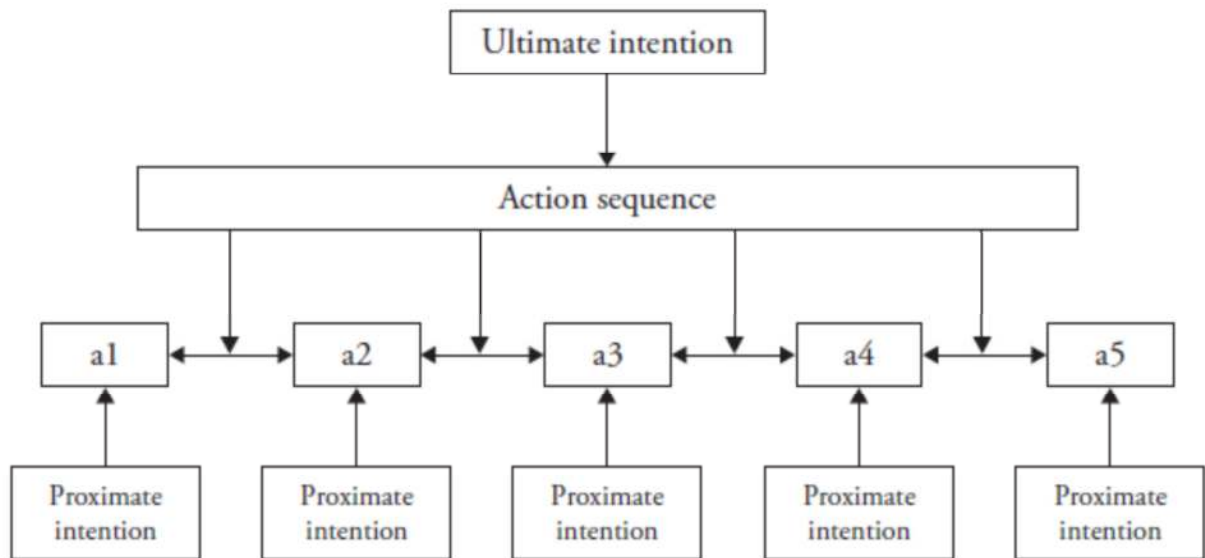 Ultimate intention
Action sequence
a1
a2
a3
a4
a5
Proximate
intention
Proximate
intention
Proximate
intention
Proximate
intention
Proximate
intention